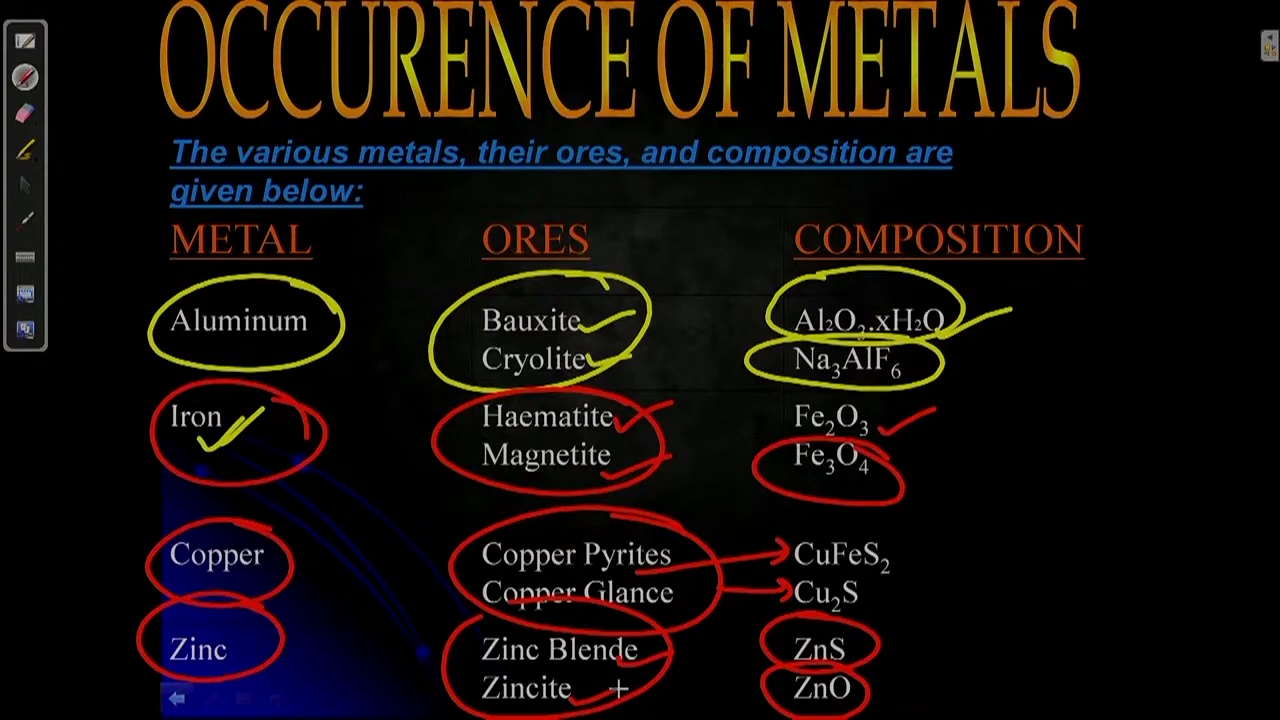 OCCURENCE OF METALS
The various metals, their ores, and composition are
given below:
METAL ORES COMPOSITION
Aluminum Bauxite Al₂O₃.xH₂O
Cryolite Na₃AlF₆
Iron Haematite Fe₂O₃
Magnetite Fe₃O₄
Copper Copper Pyrites CuFeS₂
Copper Glance Cu₂S
Zinc Zinc Blende ZnS
Zincite ZnO